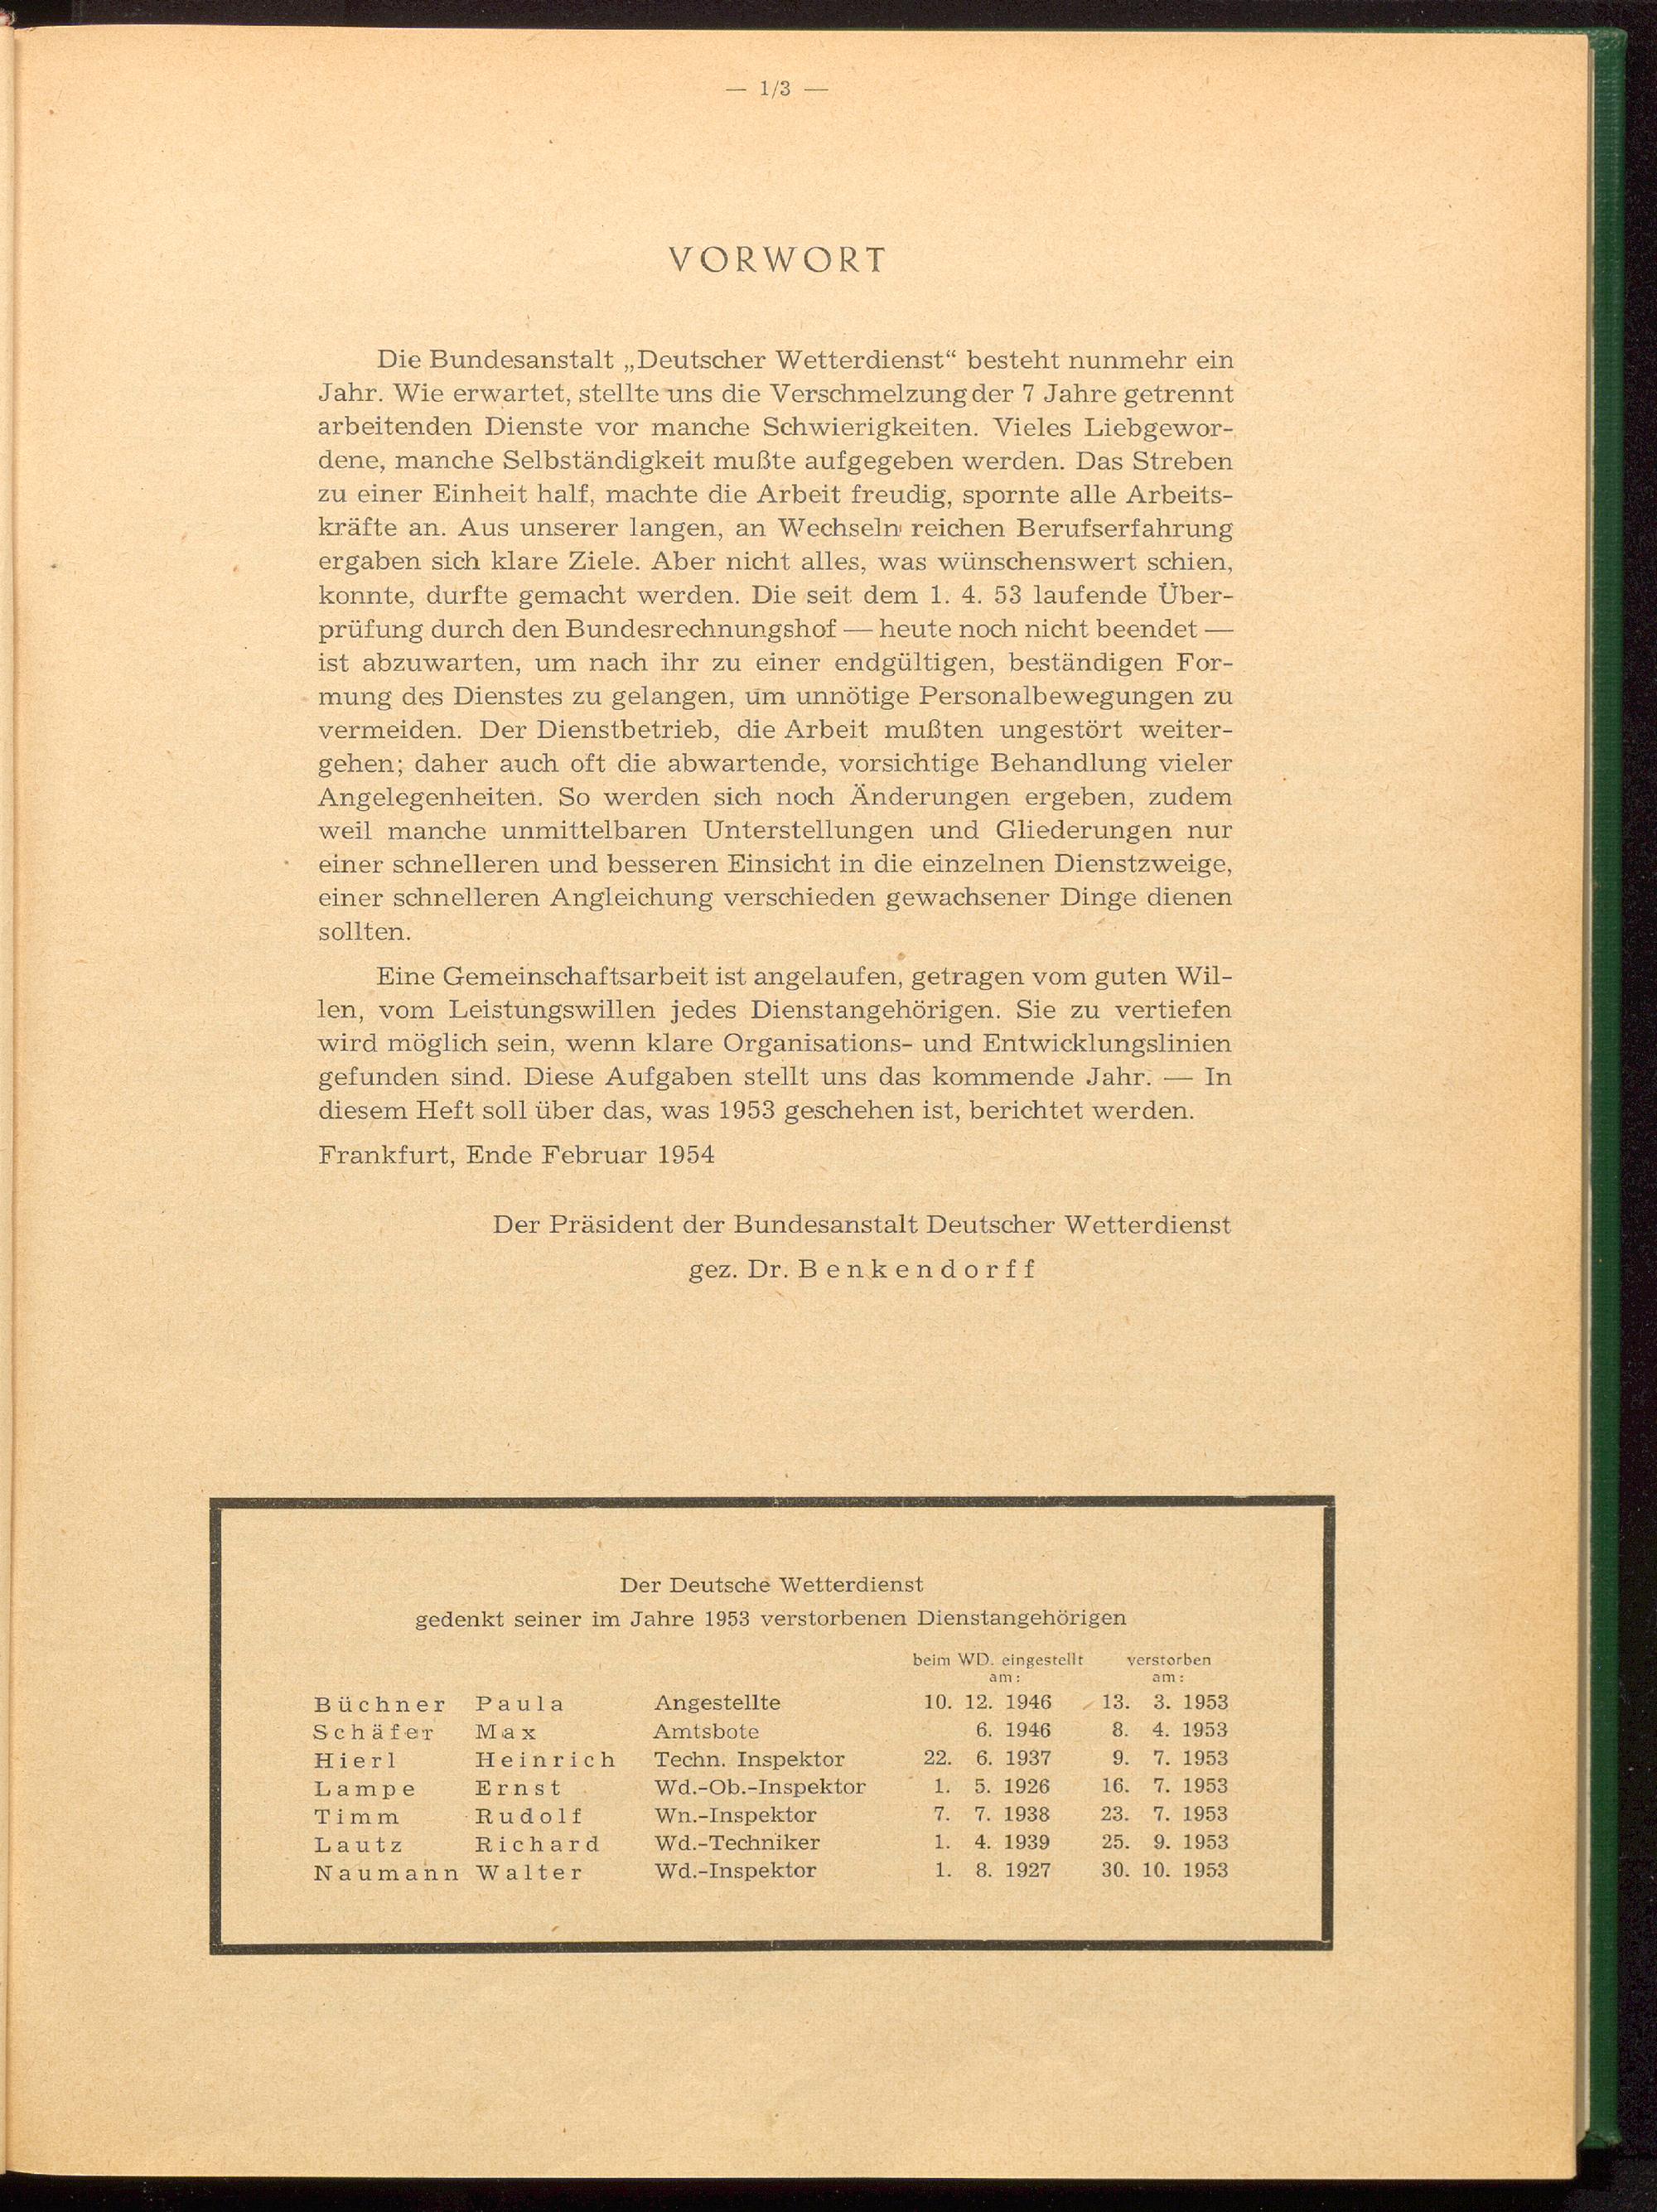 — 1/3 —
VORWORT
Die Bundesanstalt „Deutscher Wetterdienst“ besteht nunmehr ein
Jahr. Wie erwartet, stellte uns die Verschmelzung der 7 Jahre getrennt
arbeitenden Dienste vor manche Schwierigkeiten. Vieles Liebgewor-
dene, manche Selbständigkeit mußte aufgegeben werden. Das Streben
zu einer Einheit half, machte die Arbeit freudig, spornte alle Arbeits-
kräfte an. Aus unserer langen, an Wechseln reichen Berufserfahrung
ergaben sich klare Ziele. Aber nicht alles, was wünschenswert schien,
konnte, durfte gemacht werden. Die seit dem 1. 4. 53 laufende Über-
prüfung durch den Bundesrechnungshof — heute noch nicht beendet —
ist abzuwarten, um nach ihr zu einer endgültigen, beständigen For-
mung des Dienstes zu gelangen, um unnötige Personalbewegungen zu
vermeiden. Der Dienstbetrieb, die Arbeit mußten ungestört weiter-
gehen; daher auch oft die abwartende, vorsichtige Behandlung vieler
Angelegenheiten. So werden sich noch Änderungen ergeben, zudem
weil manche unmittelbaren Unterstellungen und Gliederungen nur
einer schnelleren und besseren Einsicht in die einzelnen Dienstzweige,
einer schnelleren Angleichung verschieden gewachsener Dinge dienen
sollten.
Eine Gemeinschaftsarbeit ist angelaufen, getragen vom guten Wil-
len, vom Leistungswillen jedes Dienstangehörigen. Sie zu vertiefen
wird möglich sein, wenn klare Organisations- und Entwicklungslinien
gefunden sind. Diese Aufgaben stellt uns das kommende Jahr. — In
diesem Heft soll über das, was 1953 geschehen ist, berichtet werden.
Frankfurt, Ende Februar 1954
Der Präsident der Bundesanstalt Deutscher Wetterdienst
gez. Dr. Benkendorff
Der Deutsche Wetterdienst
gedenkt seiner im Jahre 1953 verstorbenen Dienstangehörigen
beim WD. eingestellt verstorben
am: am:
Büchner Paula Angestellte 10. 12. 1946 13. 3. 1953
Schäfer Max Amtsbote 6. 1946 8. 4. 1953
Hierl Heinrich Techn. Inspektor 22. 6. 1937 9. 7. 1953
Lampe Ernst Wd.-Ob.-Inspektor 1. 5. 1926 16. 7. 1953
Timm Rudolf Wn.-Inspektor 7. 7. 1938 23. 7. 1953
Lautz Richard Wd.-Techniker 1. 4. 1939 25. 9. 1953
Naumann Walter Wd.-Inspektor 1. 8. 1927 30. 10. 1953